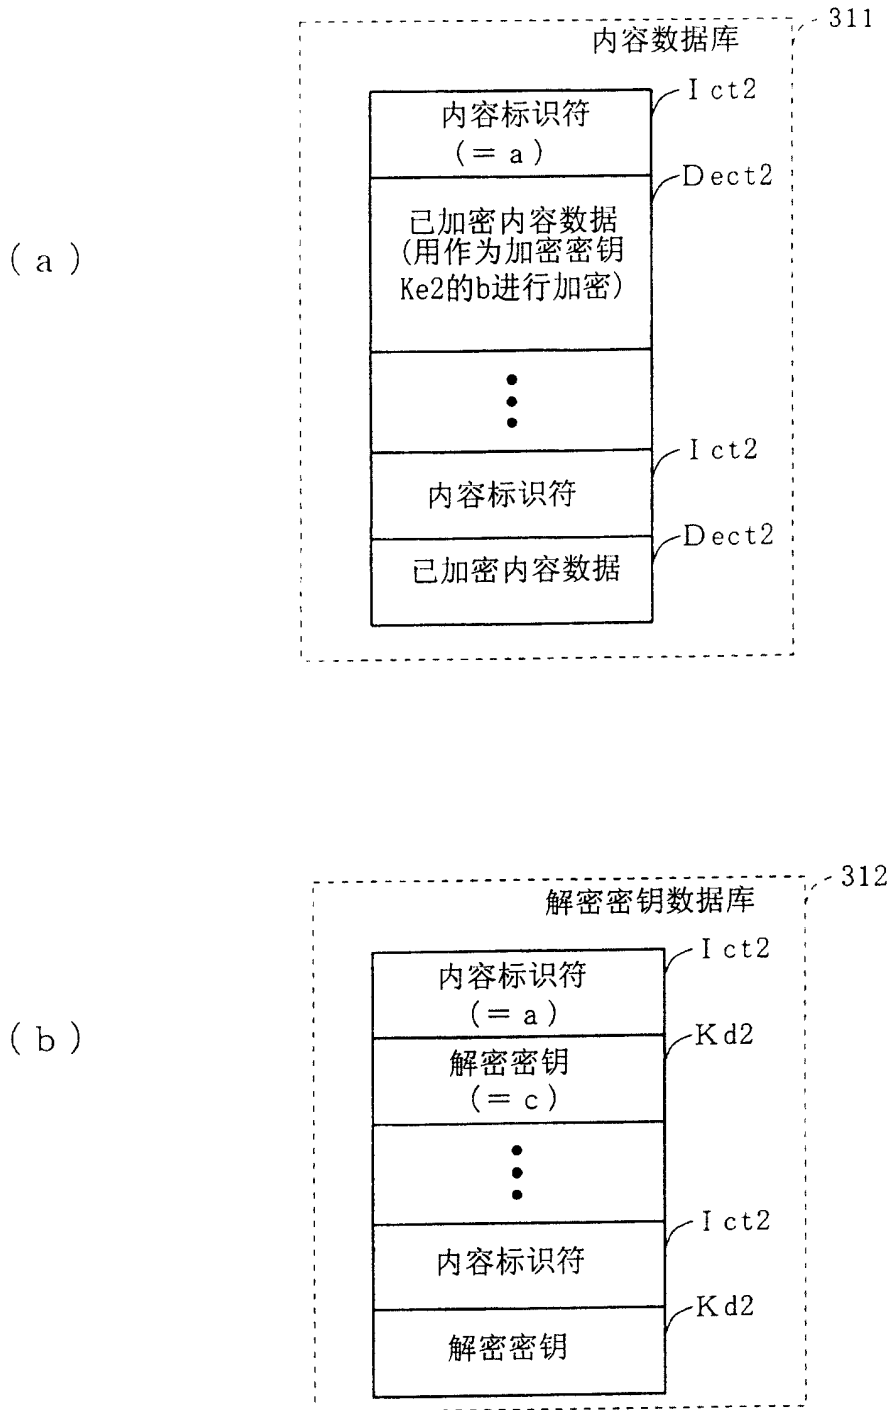 311
内容数据库
Ict2
内容标识符
(= a)
Dect2
已加密内容数据
(用作为加密密钥
Ke2的b进行加密)
(a)
Ict2
内容标识符
Dect2
已加密内容数据
312
解密密钥数据库
Ict2
内容标识符
(= a)
Kd2
解密密钥
(= c)
(b)
Ict2
内容标识符
Kd2
解密密钥